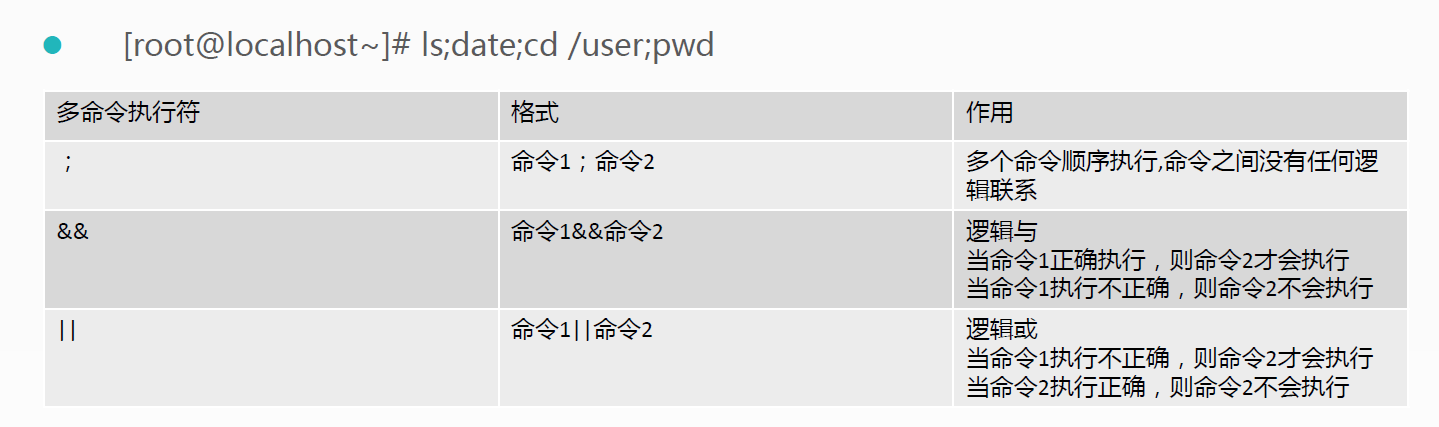 [root@localhost~]# ls;date;cd /user;pwd
多命令执行符 格式 作用
； 命令1；命令2 多个命令顺序执行,命令之间没有任何逻
辑联系
&& 命令1&&命令2 逻辑与
当命令1正确执行，则命令2才会执行
当命令1执行不正确，则命令2不会执行
|| 命令1||命令2 逻辑或
当命令1执行不正确，则命令2才会执行
当命令2执行正确，则命令2不会执行